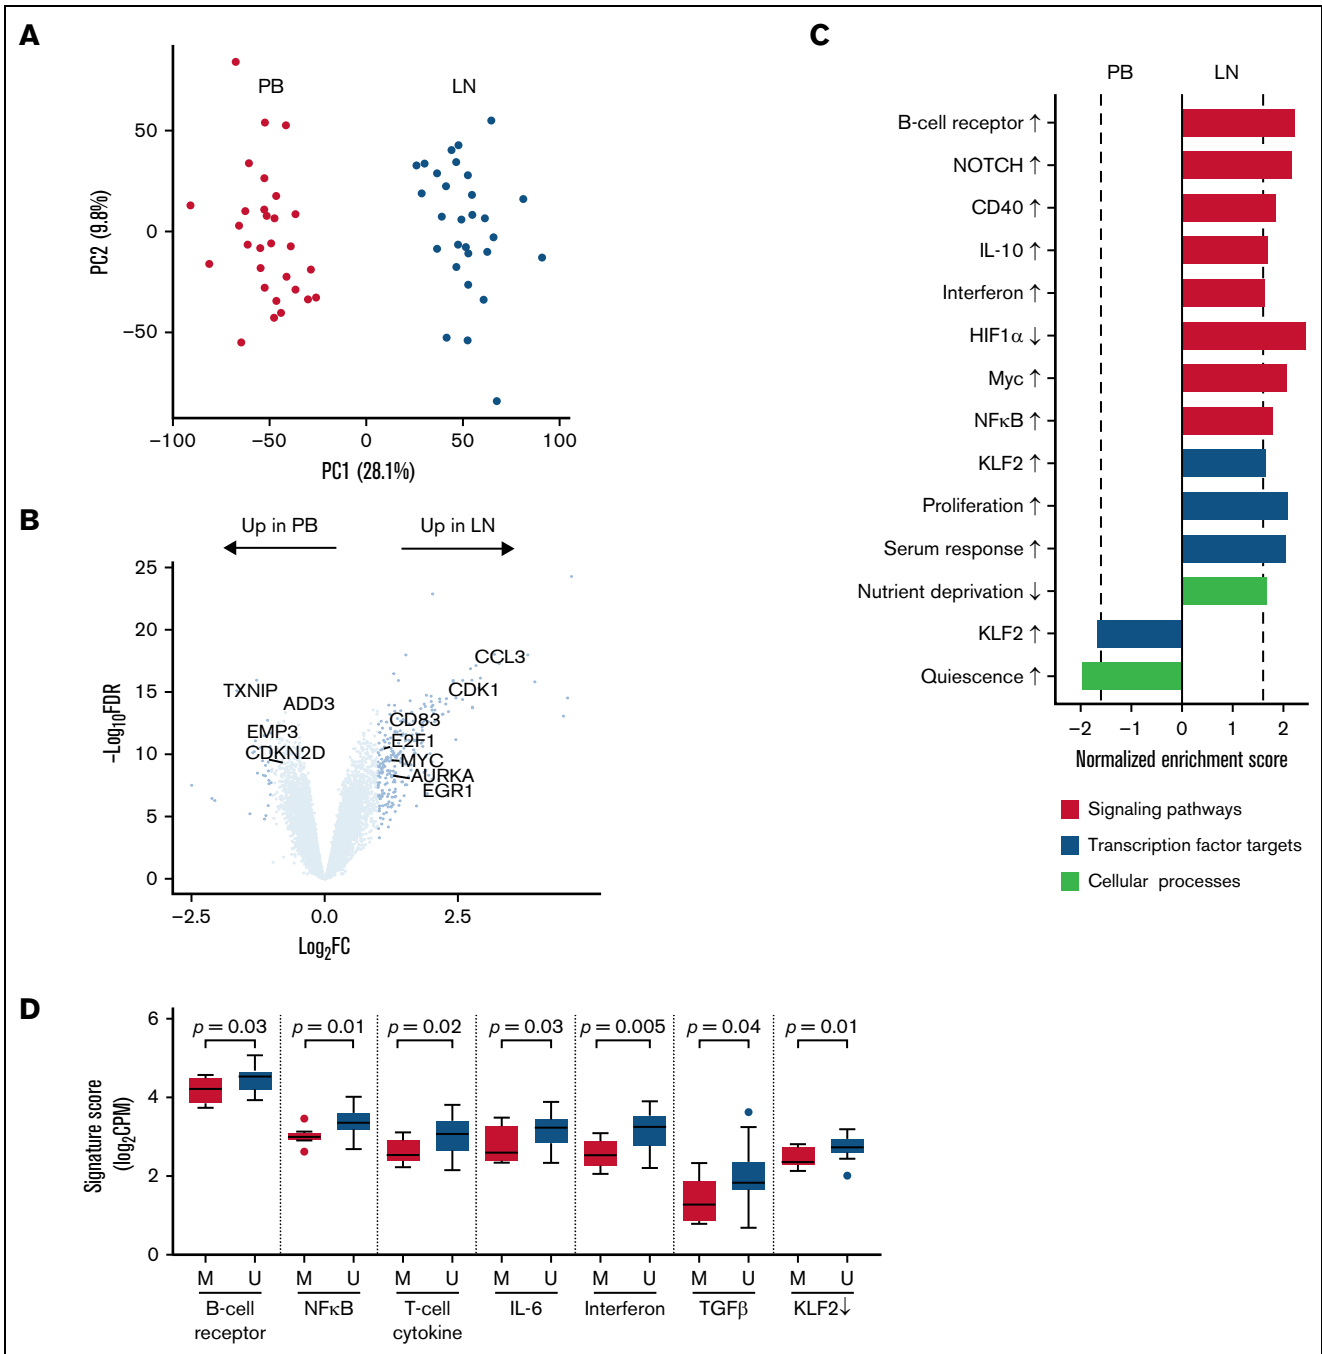 A
PB
LN
50
0
−50
PC2 (9.8%)
−100
−50
0
50
100
PC1 (28.1%)
B
Up in PB
Up in LN
25
20
15
10
5
0
-Log10FDR
CCL3
TXNIP
CDK1
ADD3
CD83
EMP3
E2F1
CDKN2D
MYC
AURKA
EGR1
−2.5
0.0
2.5
Log2FC
C
PB
LN
B-cell receptor ↑
NOTCH ↑
CD40 ↑
IL-10 ↑
Interferon ↑
HIF1α ↓
Myc ↑
NFκB ↑
KLF2 ↑
Proliferation ↑
Serum response ↑
Nutrient deprivation ↓
KLF2 ↑
Quiescence ↑
−2
−1
0
1
2
Normalized enrichment score
Signaling pathways
Transcription factor targets
Cellular processes
D
6
4
2
0
Signature score
(log2CPM)
p = 0.03
p = 0.01
p = 0.02
p = 0.03
p = 0.005
p = 0.04
p = 0.01
M U
M U
M U
M U
M U
M U
M U
B-cell
receptor
NFκB
T-cell
cytokine
IL-6
Interferon
TGFβ
KLF2↓